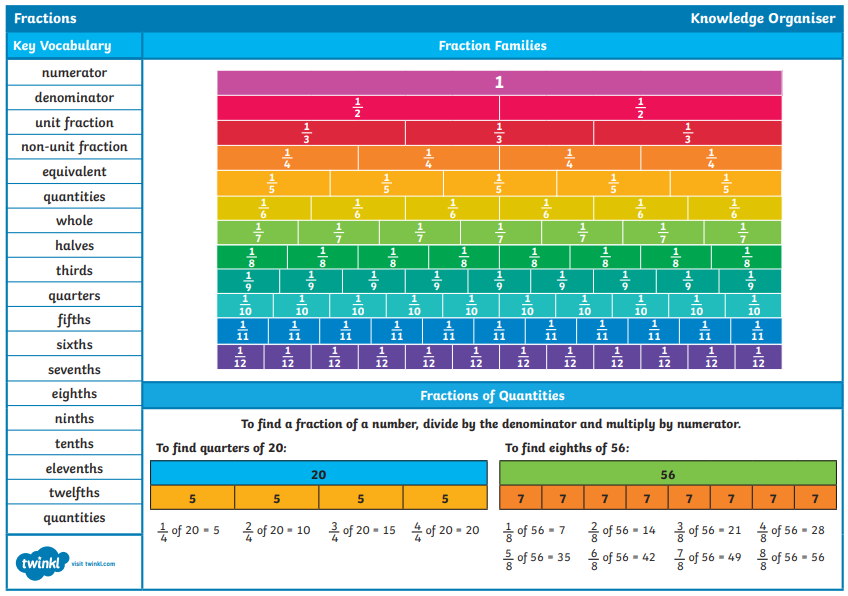 Fractions Knowledge Organiser
Key Vocabulary
numerator
denominator
unit fraction
non-unit fraction
equivalent
quantities
whole
halves
thirds
quarters
fifths
sixths
sevenths
eighths
ninths
tenths
elevenths
twelfths
quantities
twinkl visit twinkl.com
Fraction Families
1
1/2 1/2
1/3 1/3 1/3
1/4 1/4 1/4 1/4
1/5 1/5 1/5 1/5 1/5
1/6 1/6 1/6 1/6 1/6 1/6
1/7 1/7 1/7 1/7 1/7 1/7 1/7
1/8 1/8 1/8 1/8 1/8 1/8 1/8 1/8
1/9 1/9 1/9 1/9 1/9 1/9 1/9 1/9 1/9
1/10 1/10 1/10 1/10 1/10 1/10 1/10 1/10 1/10 1/10
1/11 1/11 1/11 1/11 1/11 1/11 1/11 1/11 1/11 1/11 1/11
1/12 1/12 1/12 1/12 1/12 1/12 1/12 1/12 1/12 1/12 1/12 1/12
Fractions of Quantities
To find a fraction of a number, divide by the denominator and multiply by numerator.
To find quarters of 20:
20
5 5 5 5
1/4 of 20 = 5 2/4 of 20 = 10 3/4 of 20 = 15 4/4 of 20 = 20
To find eighths of 56:
56
7 7 7 7 7 7 7 7
1/8 of 56 = 7 2/8 of 56 = 14 3/8 of 56 = 21 4/8 of 56 = 28
5/8 of 56 = 35 6/8 of 56 = 42 7/8 of 56 = 49 8/8 of 56 = 56